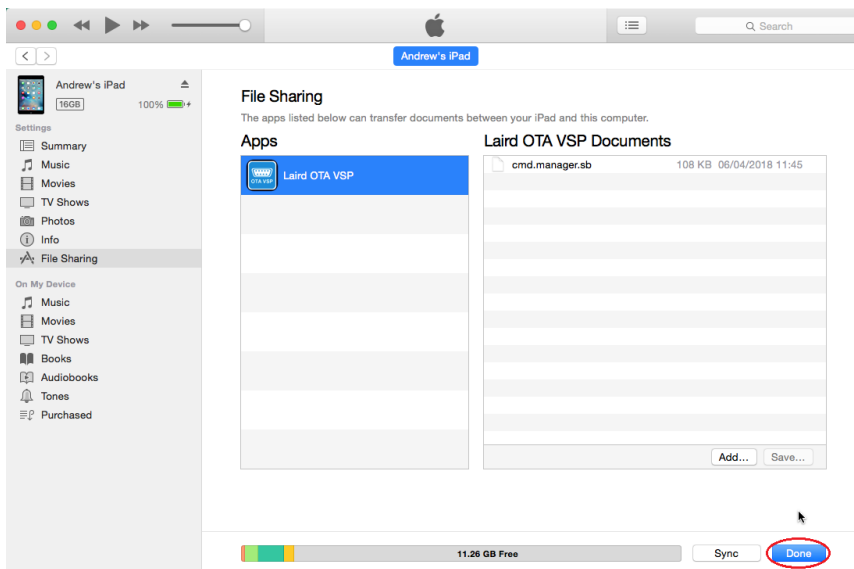 Search
Andrew's iPad
Andrew's iPad
16GB 100%
Settings
Summary
Music
Movies
TV Shows
Photos
Info
File Sharing
On My Device
Music
Movies
TV Shows
Books
Audiobooks
Tones
Purchased
File Sharing
The apps listed below can transfer documents between your iPad and this computer.
Apps
OTA VSP
Laird OTA VSP
Laird OTA VSP Documents
cmd.manager.sb 108 KB 06/04/2018 11:45
Add... Save...
11.26 GB Free
Sync Done